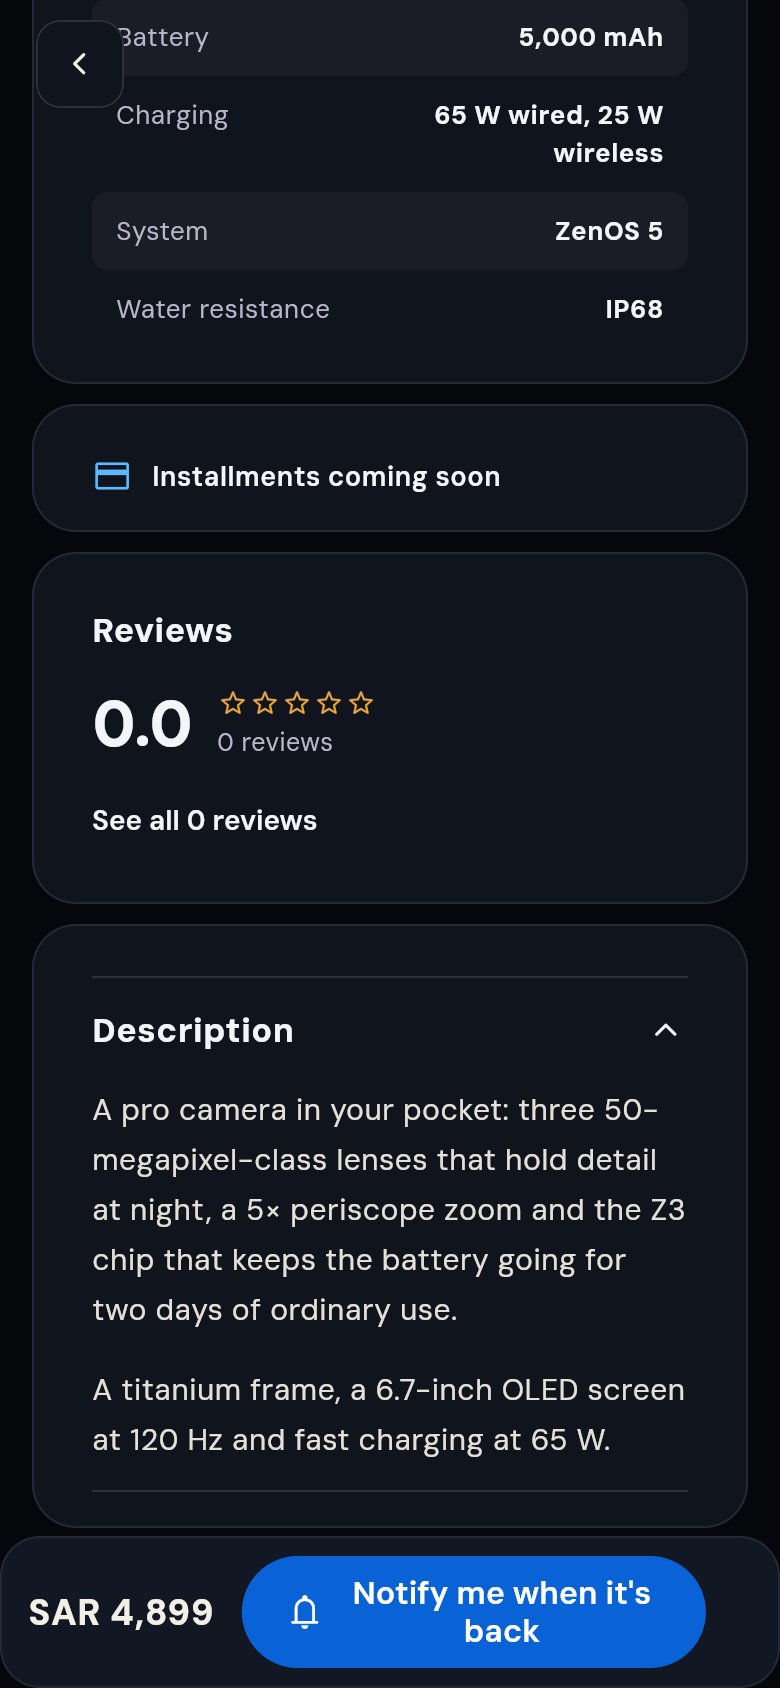 Battery 5,000 mAh
Charging 65 W wired, 25 W
wireless
System ZenOS 5
Water resistance IP68
Installments coming soon
Reviews
0.0
0 reviews
See all 0 reviews
Description
A pro camera in your pocket: three 50-
megapixel-class lenses that hold detail
at night, a 5× periscope zoom and the Z3
chip that keeps the battery going for
two days of ordinary use.
A titanium frame, a 6.7-inch OLED screen
at 120 Hz and fast charging at 65 W.
SAR 4,899
Notify me when it's
back